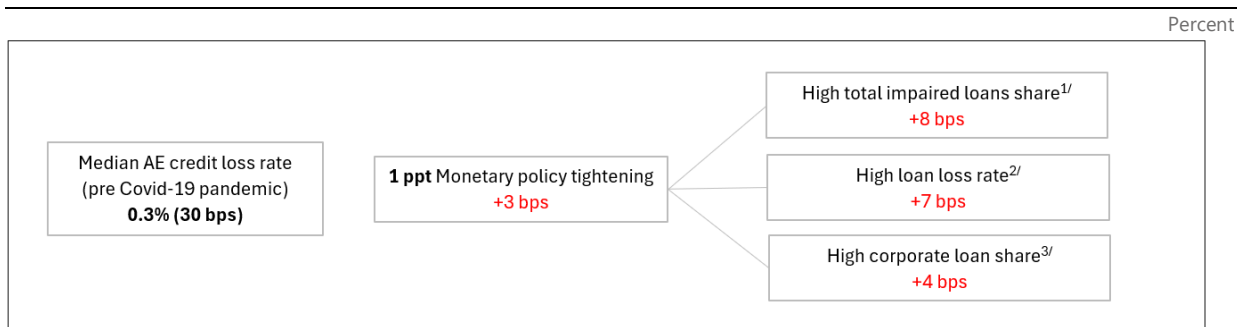 Percent
Median AE credit loss rate
(pre Covid-19 pandemic)
0.3% (30 bps)
1 ppt Monetary policy tightening
+3 bps
High total impaired loans share1/
+8 bps
High loan loss rate2/
+7 bps
High corporate loan share3/
+4 bps